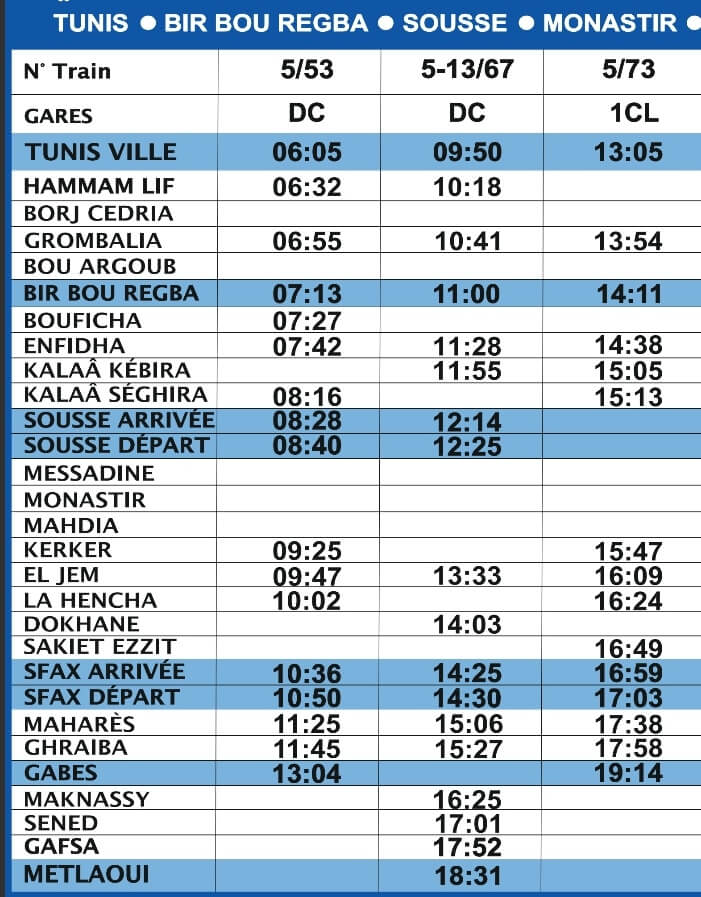 TUNIS ● BIR BOU REGBA ● SOUSSE ● MONASTIR ●
N° Train 5/53 5-13/67 5/73
GARES DC DC 1CL
TUNIS VILLE 06:05 09:50 13:05
HAMMAM LIF 06:32 10:18
BORJ CEDRIA
GROMBALIA 06:55 10:41 13:54
BOU ARGOUB
BIR BOU REGBA 07:13 11:00 14:11
BOUFICHA 07:27
ENFIDHA 07:42 11:28 14:38
KALAÂ KÉBIRA 11:55 15:05
KALAÂ SÉGHIRA 08:16 15:13
SOUSSE ARRIVÉE 08:28 12:14
SOUSSE DÉPART 08:40 12:25
MESSADINE
MONASTIR
MAHDIA
KERKER 09:25 15:47
EL JEM 09:47 13:33 16:09
LA HENCHA 10:02 16:24
DOKHANE 14:03
SAKIET EZZIT 16:49
SFAX ARRIVÉE 10:36 14:25 16:59
SFAX DÉPART 10:50 14:30 17:03
MAHARÈS 11:25 15:06 17:38
GHRAIBA 11:45 15:27 17:58
GABES 13:04 19:14
MAKNASSY 16:25
SENED 17:01
GAFSA 17:52
METLAOUI 18:31